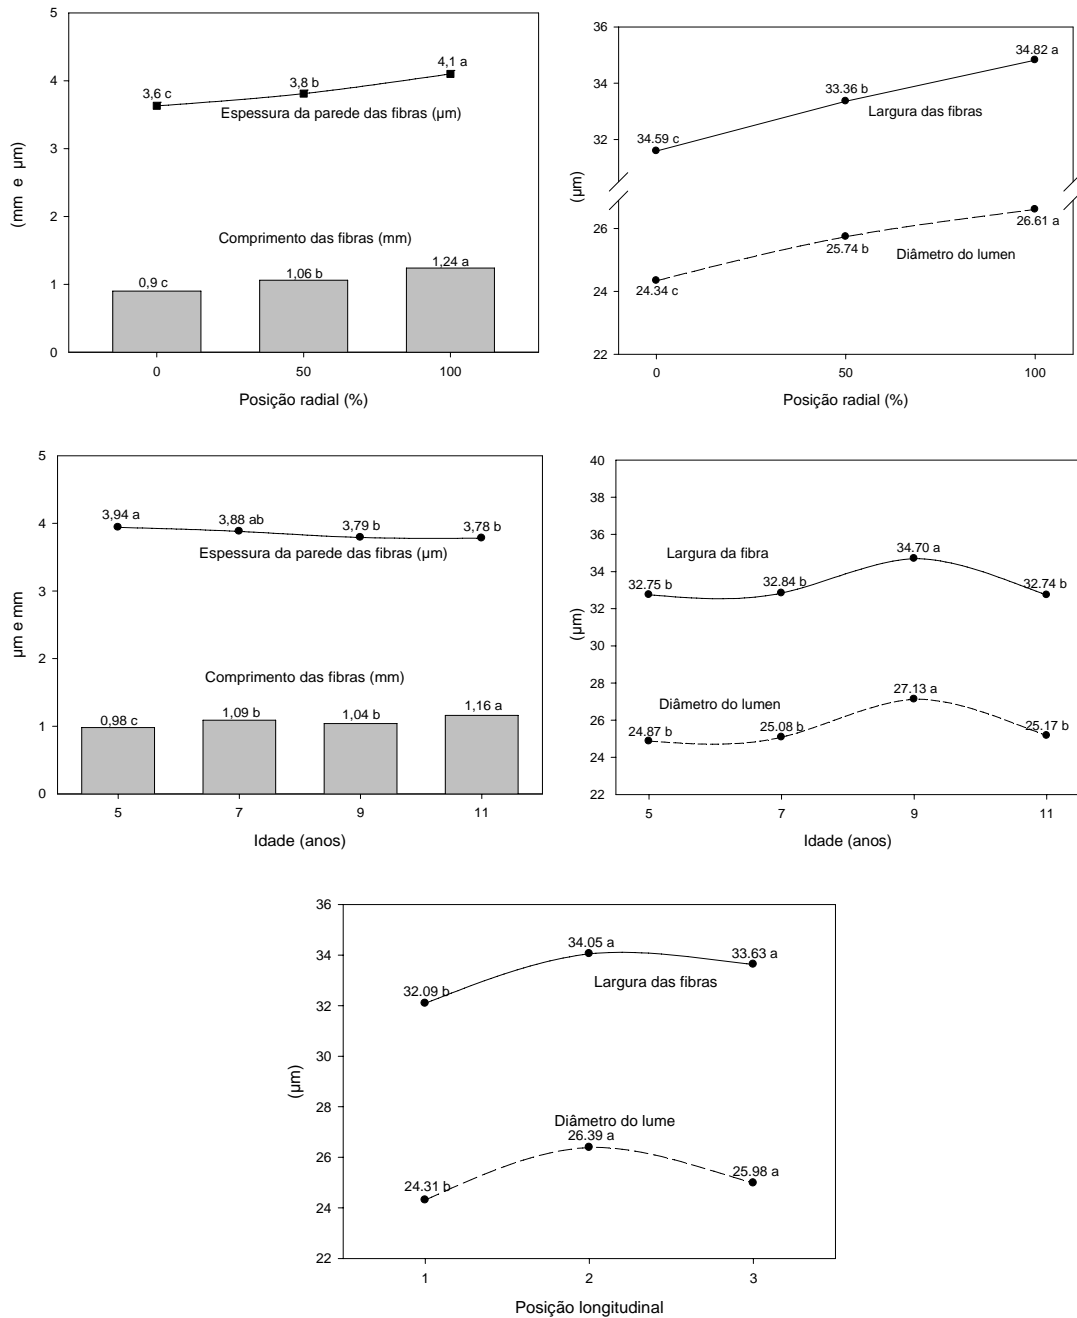 5
4
3
2
1
0
(mm e µm)
3,6 c
3,8 b
4,1 a
Espessura da parede das fibras (µm)
Comprimento das fibras (mm)
0,9 c
1,06 b
1,24 a
0
50
100
Posição radial (%)
36
34
32
26
24
22
(µm)
34.59 c
33.36 b
34.82 a
Largura das fibras
24.34 c
25.74 b
26.61 a
Diâmetro do lumen
0
50
100
Posição radial (%)
5
4
3
2
1
0
µm e mm
3,94 a
3,88 ab
3,79 b
3,78 b
Espessura da parede das fibras (µm)
Comprimento das fibras (mm)
0,98 c
1,09 b
1,04 b
1,16 a
5
7
9
11
Idade (anos)
40
38
36
34
32
30
28
26
24
22
(µm)
Largura da fibra
32.75 b
32.84 b
34.70 a
32.74 b
Diâmetro do lumen
24.87 b
25.08 b
27.13 a
25.17 b
5
7
9
11
Idade (anos)
36
34
32
30
28
26
24
22
(µm)
32.09 b
34.05 a
33.63 a
Largura das fibras
Diâmetro do lume
24.31 b
26.39 a
25.98 a
1
2
3
Posição longitudinal